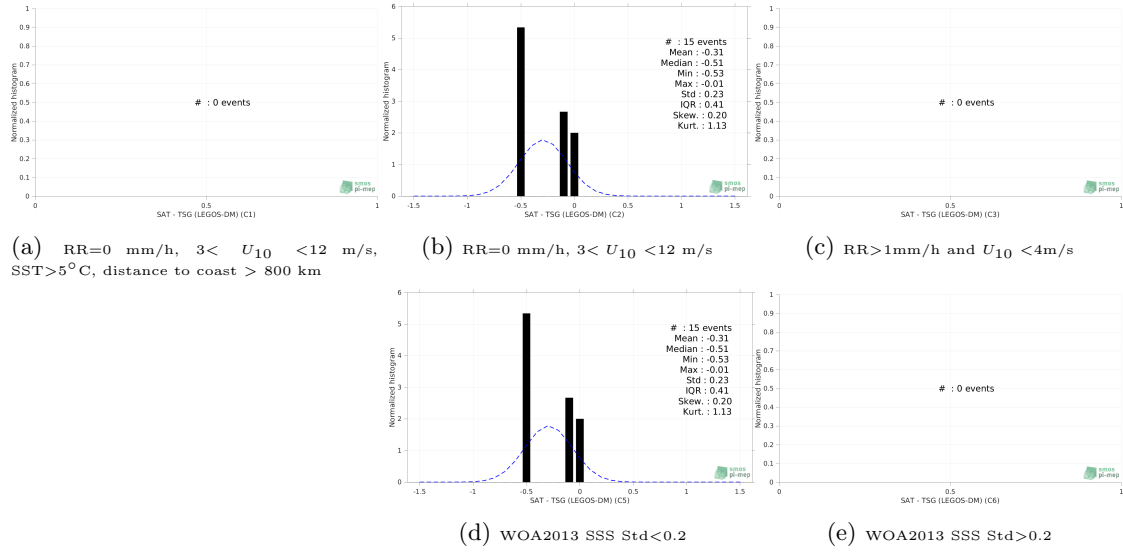 1
0.9
0.8
0.7
0.6
0.5
0.4
0.3
0.2
0.1
0
Normalized histogram
# : 0 events
smos
pi-mep
0 0.5 1
SAT - TSG (LEGOS-DM) (C1)
6
5
4
3
2
1
0
Normalized histogram
# : 15 events
Mean : -0.31
Median : -0.51
Min : -0.53
Max : -0.01
Std : 0.23
IQR : 0.41
Skew. : 0.20
Kurt. : 1.13
smos
pi-mep
-1.5 -1 -0.5 0 0.5 1 1.5
SAT - TSG (LEGOS-DM) (C2)
1
0.9
0.8
0.7
0.6
0.5
0.4
0.3
0.2
0.1
0
Normalized histogram
# : 0 events
smos
pi-mep
0 0.5 1
SAT - TSG (LEGOS-DM) (C3)
(a) RR=0 mm/h, 3< U10 <12 m/s,
SST>5°C, distance to coast > 800 km
(b) RR=0 mm/h, 3< U10 <12 m/s
(c) RR>1mm/h and U10 <4m/s
6
5
4
3
2
1
0
Normalized histogram
# : 15 events
Mean : -0.31
Median : -0.51
Min : -0.53
Max : -0.01
Std : 0.23
IQR : 0.41
Skew. : 0.20
Kurt. : 1.13
smos
pi-mep
-1.5 -1 -0.5 0 0.5 1 1.5
SAT - TSG (LEGOS-DM) (C5)
1
0.9
0.8
0.7
0.6
0.5
0.4
0.3
0.2
0.1
0
Normalized histogram
# : 0 events
smos
pi-mep
0 0.5 1
SAT - TSG (LEGOS-DM) (C6)
(d) WOA2013 SSS Std<0.2
(e) WOA2013 SSS Std>0.2